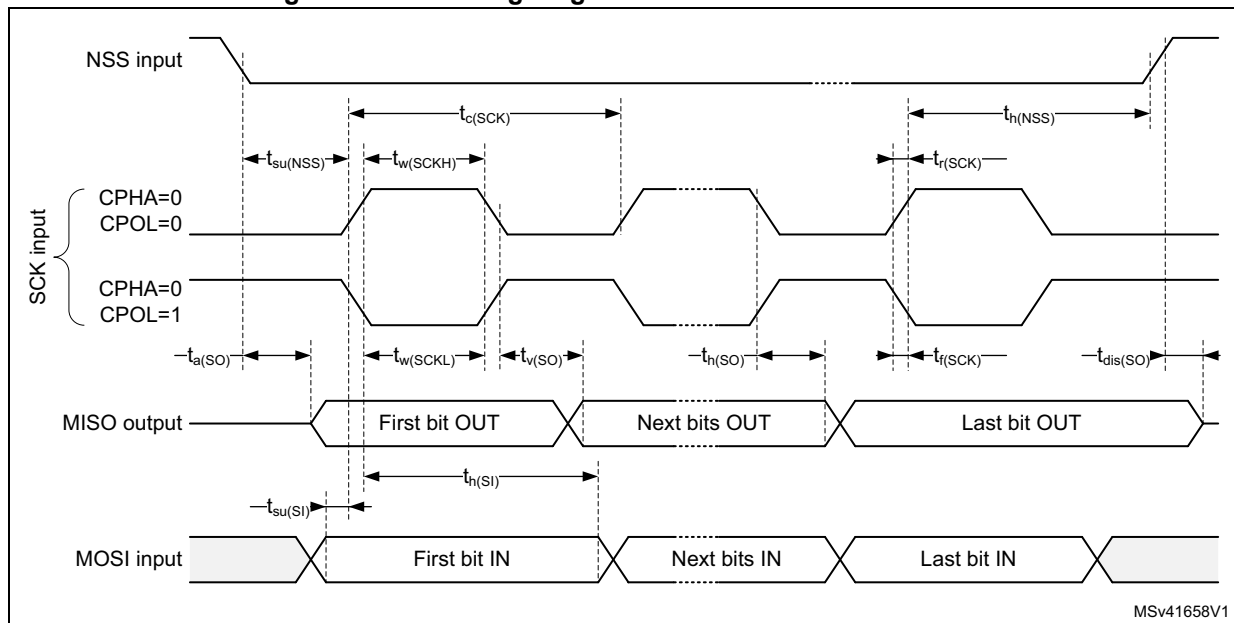 NSS input
tc(SCK)
th(NSS)
tsu(NSS)
tw(SCKH)
tr(SCK)
SCK input
CPHA=0
CPOL=0
CPHA=0
CPOL=1
ta(SO)
tw(SCKL)
tv(SO)
th(SO)
tf(SCK)
tdis(SO)
MISO output
First bit OUT
Next bits OUT
Last bit OUT
th(SI)
tsu(SI)
MOSI input
First bit IN
Next bits IN
Last bit IN
MSv41658V1